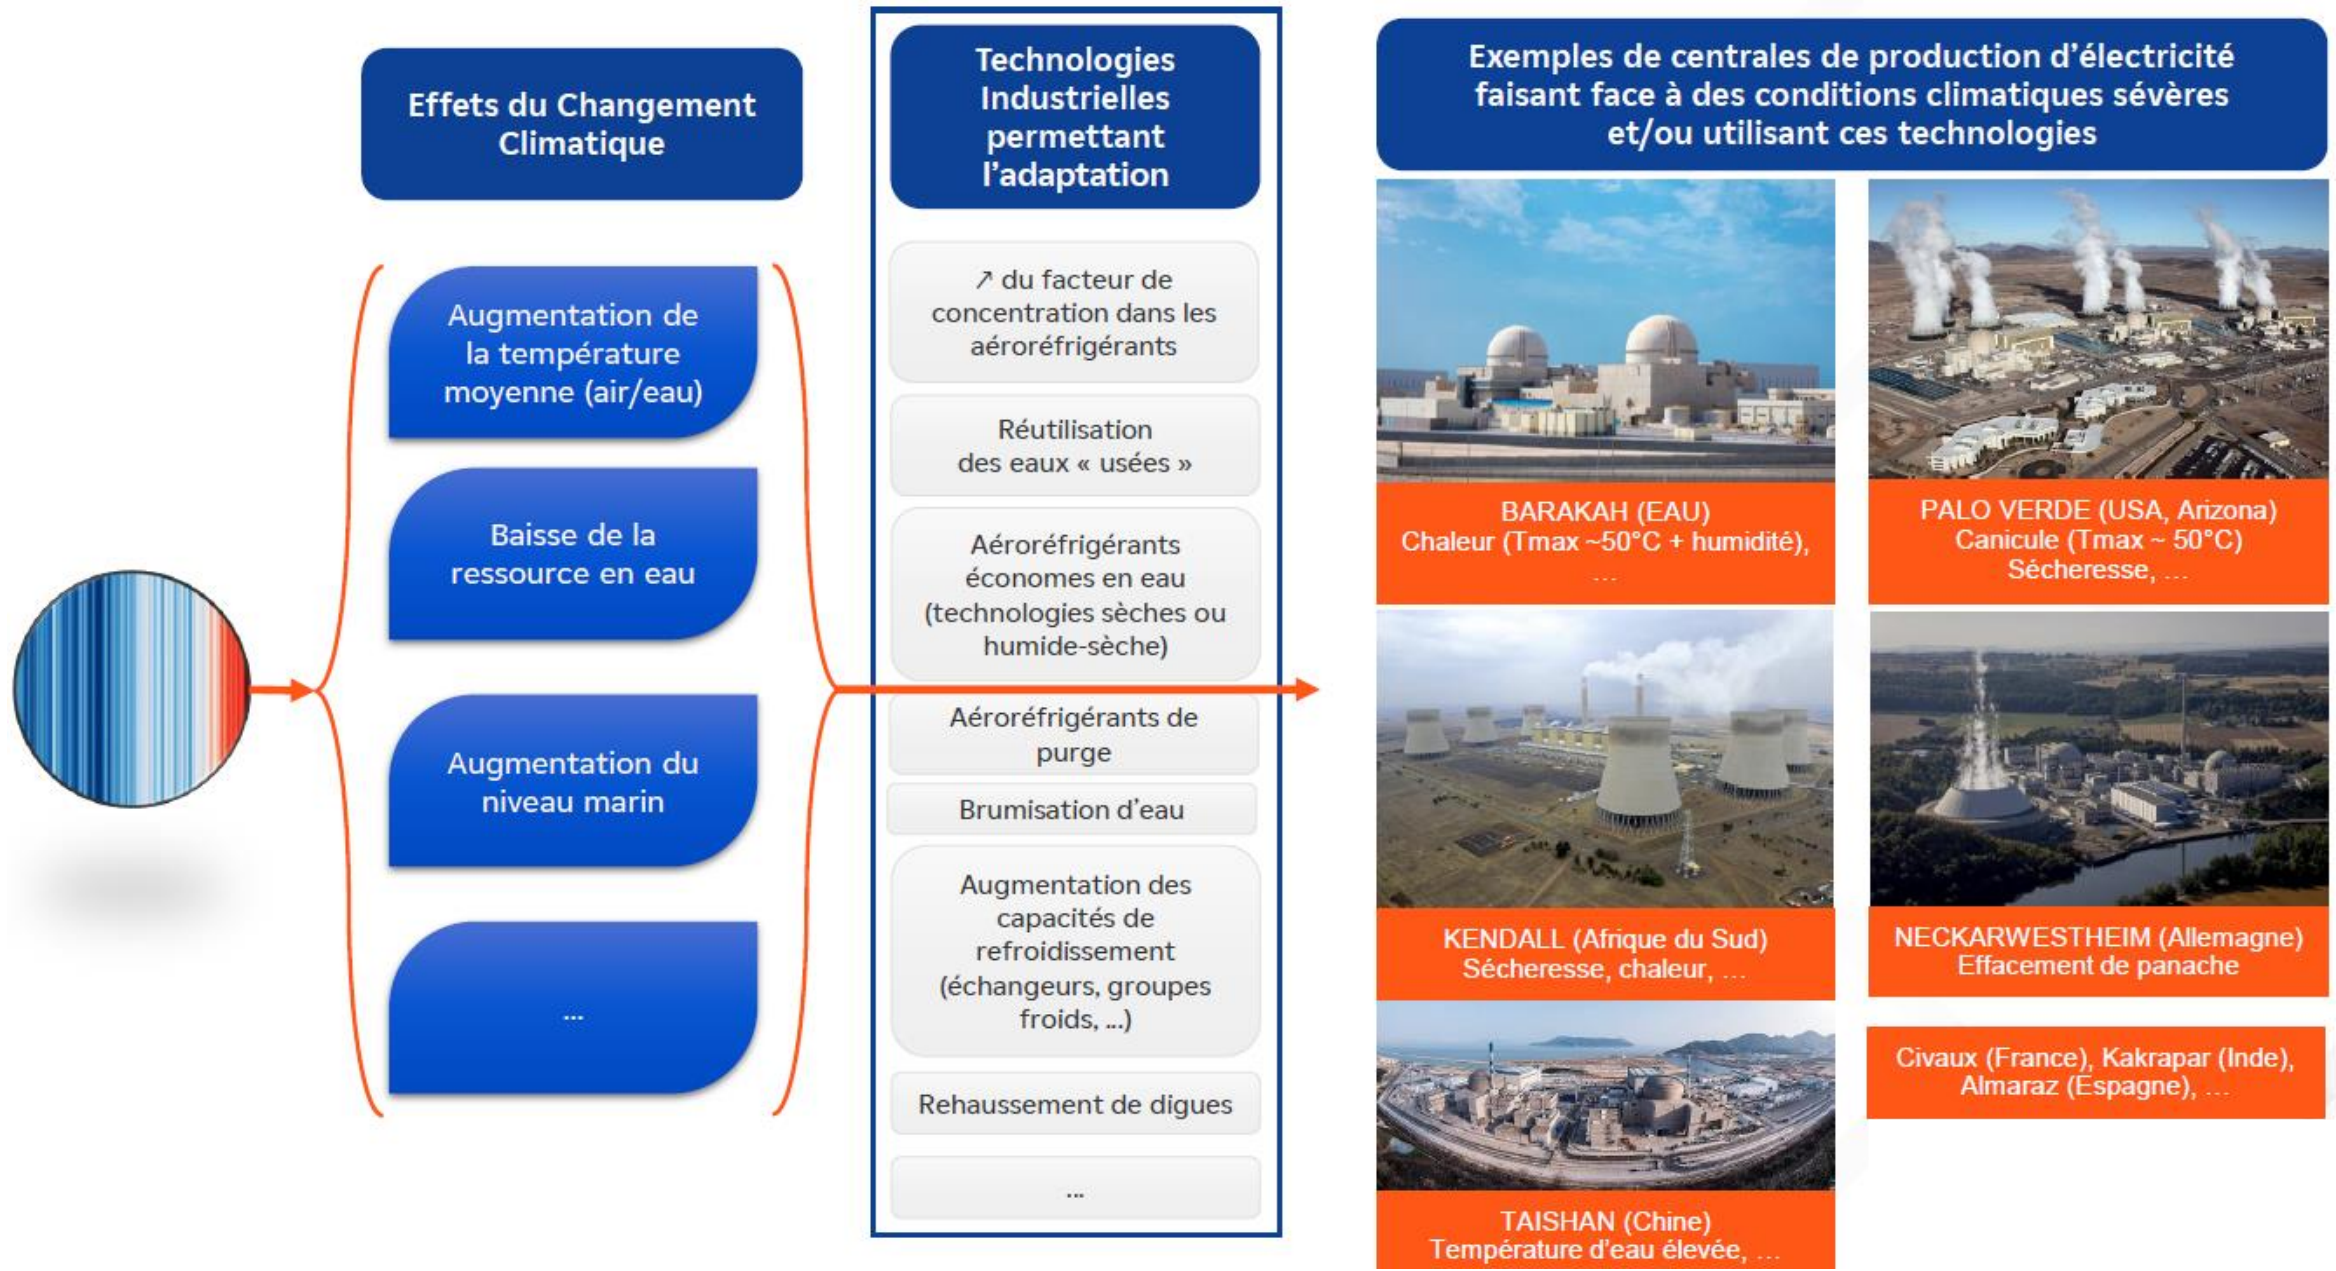 Effets du Changement
Climatique
Augmentation de
la température
moyenne (air/eau)
Baisse de la
ressource en eau
Augmentation du
niveau marin
...
Technologies
Industrielles
permettant
l'adaptation
↗ du facteur de
concentration dans les
aéroréfrigérants
Réutilisation
des eaux « usées »
Aéroréfrigérants
économes en eau
(technologies sèches ou
humide-sèche)
Aéroréfrigérants de
purge
Brumisation d'eau
Augmentation des
capacités de
refroidissement
(échangeurs, groupes
froids, ...)
Rehaussement de digues
...
Exemples de centrales de production d'électricité
faisant face à des conditions climatiques sévères
et/ou utilisant ces technologies
BARAKAH (EAU)
Chaleur (Tmax ~50°C + humidité),
...
PALO VERDE (USA, Arizona)
Canicule (Tmax ~ 50°C)
Sécheresse, ...
KENDALL (Afrique du Sud)
Sécheresse, chaleur, ...
NECKARWESTHEIM (Allemagne)
Effacement de panache
TAISHAN (Chine)
Température d'eau élevée, ...
Civaux (France), Kakrapar (Inde),
Almaraz (Espagne), ...